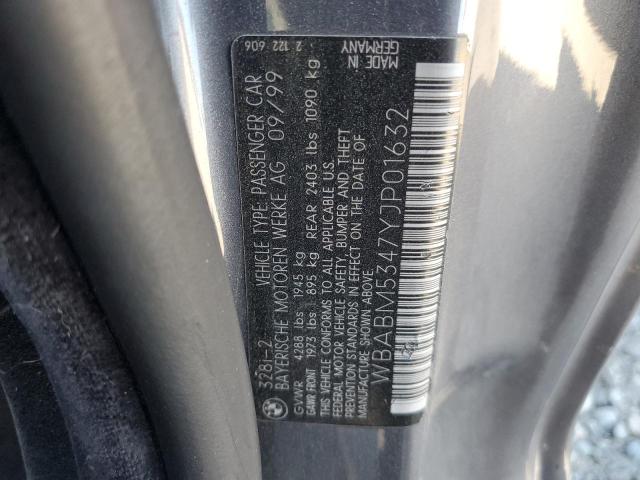 328I-2
VEHICLE TYPE: PASSENGER CAR
BAYERISCHE MOTOREN WERKE AG 09/99
GVWR 4288 lbs 1945 kg
GAWR FRONT 1973 lbs 895 kg REAR 2403 lbs 1090 kg
THIS VEHICLE CONFORMS TO ALL APPLICABLE U.S.
FEDERAL MOTOR VEHICLE SAFETY, BUMPER AND THEFT
PREVENTION STANDARDS IN EFFECT ON THE DATE OF
MANUFACTURE SHOWN ABOVE.
WBABM5347YJP01632
2 122 606
MADE IN
GERMANY